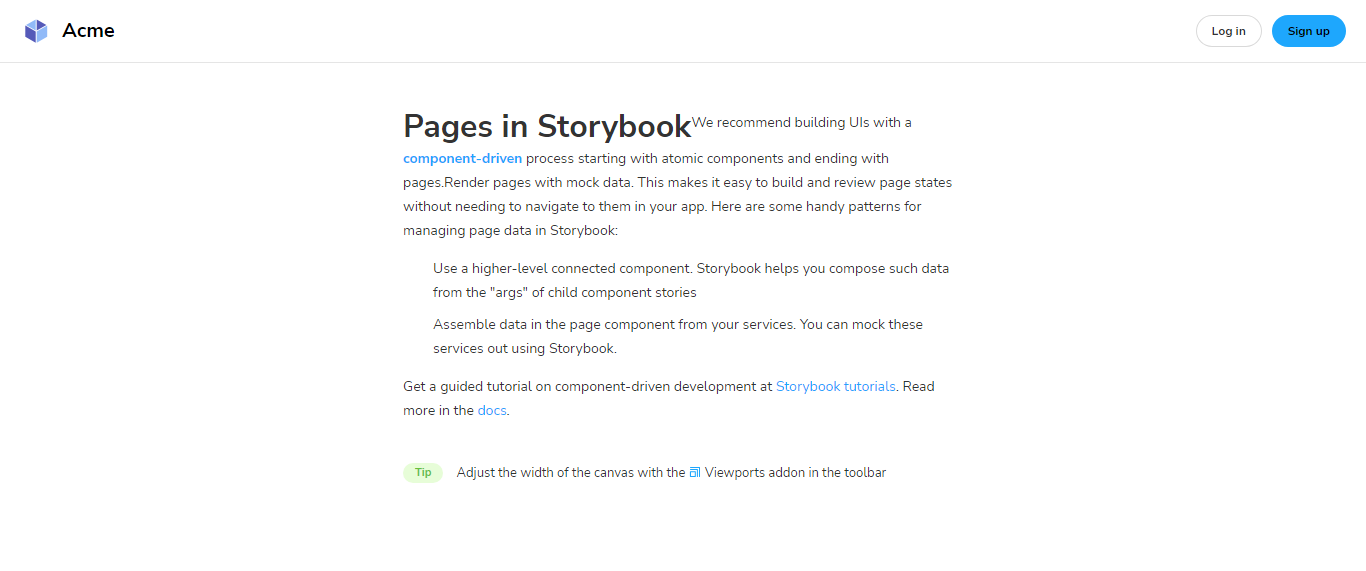 Acme
Log in
Sign up
Pages in StorybookWe recommend building UIs with a
component-driven process starting with atomic components and ending with
pages.Render pages with mock data. This makes it easy to build and review page states
without needing to navigate to them in your app. Here are some handy patterns for
managing page data in Storybook:
Use a higher-level connected component. Storybook helps you compose such data
from the "args" of child component stories
Assemble data in the page component from your services. You can mock these
services out using Storybook.
Get a guided tutorial on component-driven development at Storybook tutorials. Read
more in the docs.
Tip Adjust the width of the canvas with the Viewports addon in the toolbar